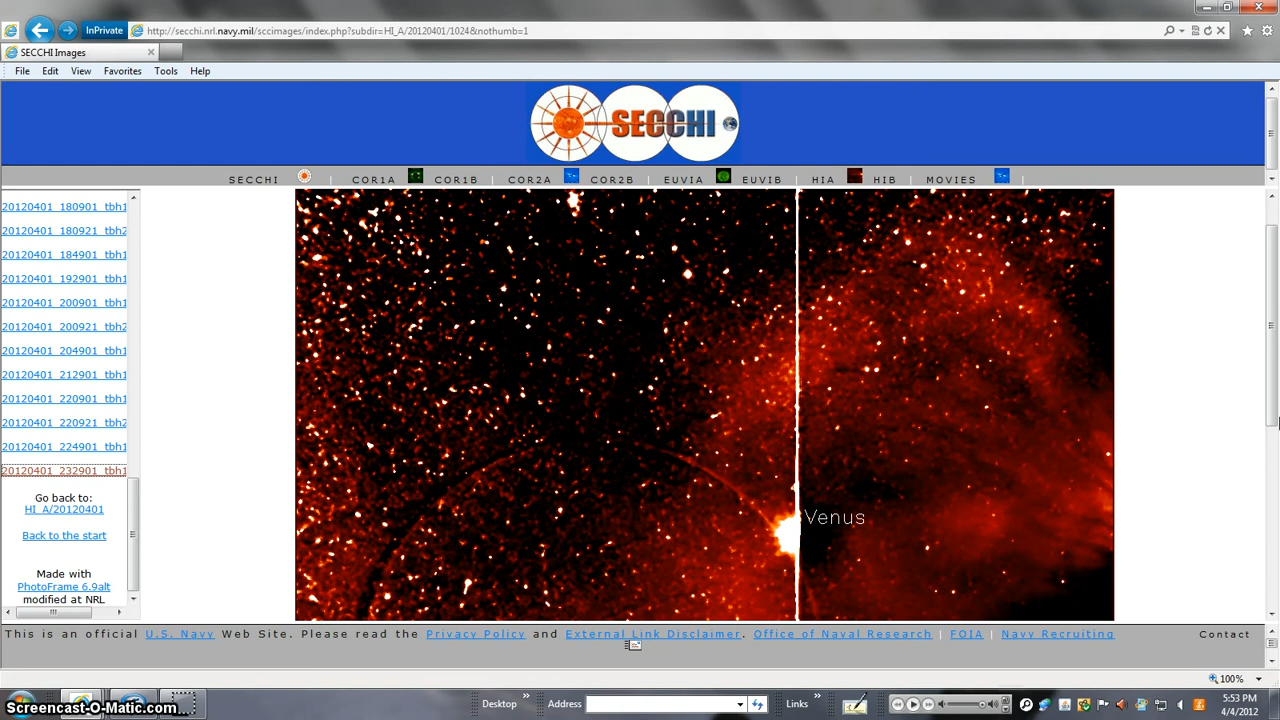 InPrivate
http://secchi.nrl.navy.mil/sccimages/index.php?subdir=HI_A/20120401/1024&nothumb=1
SECCHI Images
File Edit View Favorites Tools Help
SECCHI
SECCHI | COR1A COR1B | COR2A COR2B | EUVIA EUVIB | HIA HIB | MOVIES |
20120401_180901_tbh1
20120401_180921_tbh2
20120401_184901_tbh1
20120401_192901_tbh1
20120401_200901_tbh1
20120401_200921_tbh2
20120401_204901_tbh1
20120401_212901_tbh1
20120401_220901_tbh1
20120401_220921_tbh2
20120401_224901_tbh1
20120401_232901_tbh1
Go back to:
HI_A/20120401
Back to the start
Made with
PhotoFrame 6.9alt
modified at NRL
Venus
This is an official U.S. Navy Web Site. Please read the Privacy Policy and External Link Disclaimer. Office of Naval Research | FOIA | Navy Recruiting
Contact
100%
Screencast-O-Matic.com
Desktop » Address Links »
5:53 PM
4/4/2012